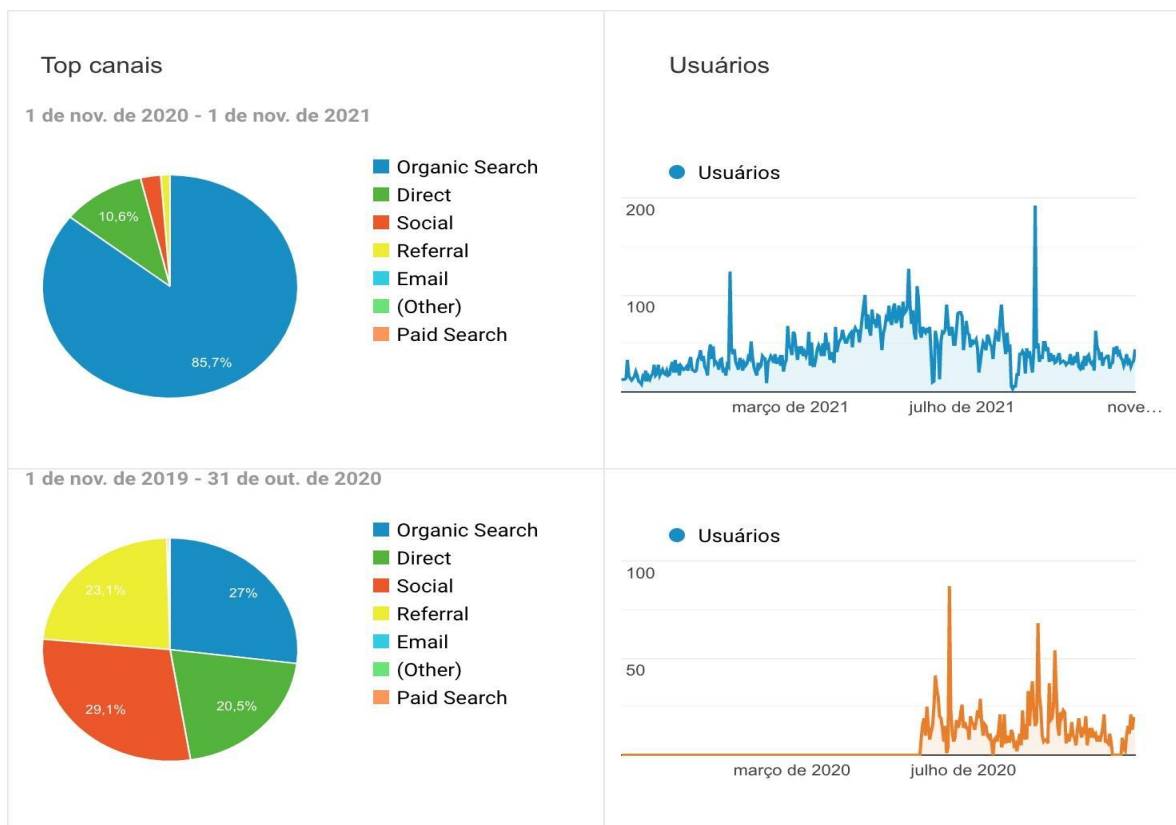 Top canais
1 de nov. de 2020 - 1 de nov. de 2021
10,6%
85,7%
Organic Search
Direct
Social
Referral
Email
(Other)
Paid Search
Usuários
Usuários
200
100
março de 2021
julho de 2021
nove...
1 de nov. de 2019 - 31 de out. de 2020
23,1%
27%
29,1%
20,5%
Organic Search
Direct
Social
Referral
Email
(Other)
Paid Search
Usuários
100
50
março de 2020
julho de 2020